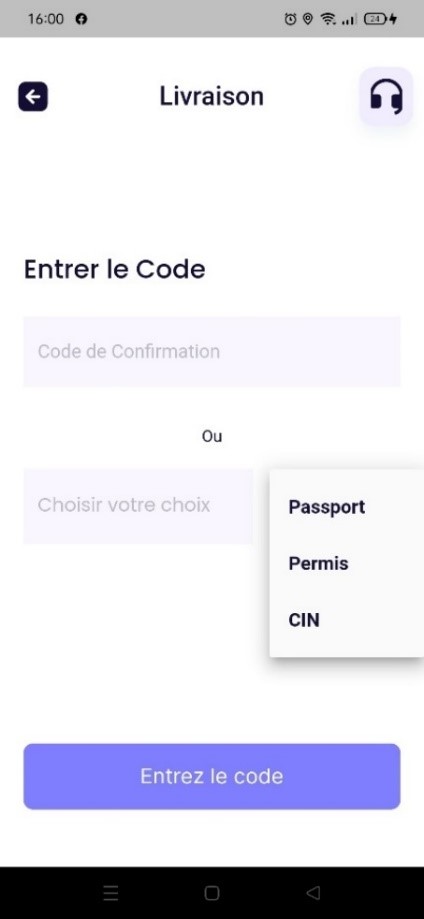 16:00 24
Livraison
Entrer le Code
Code de Confirmation
Ou
Choisir votre choix
Passport
Permis
CIN
Entrez le code